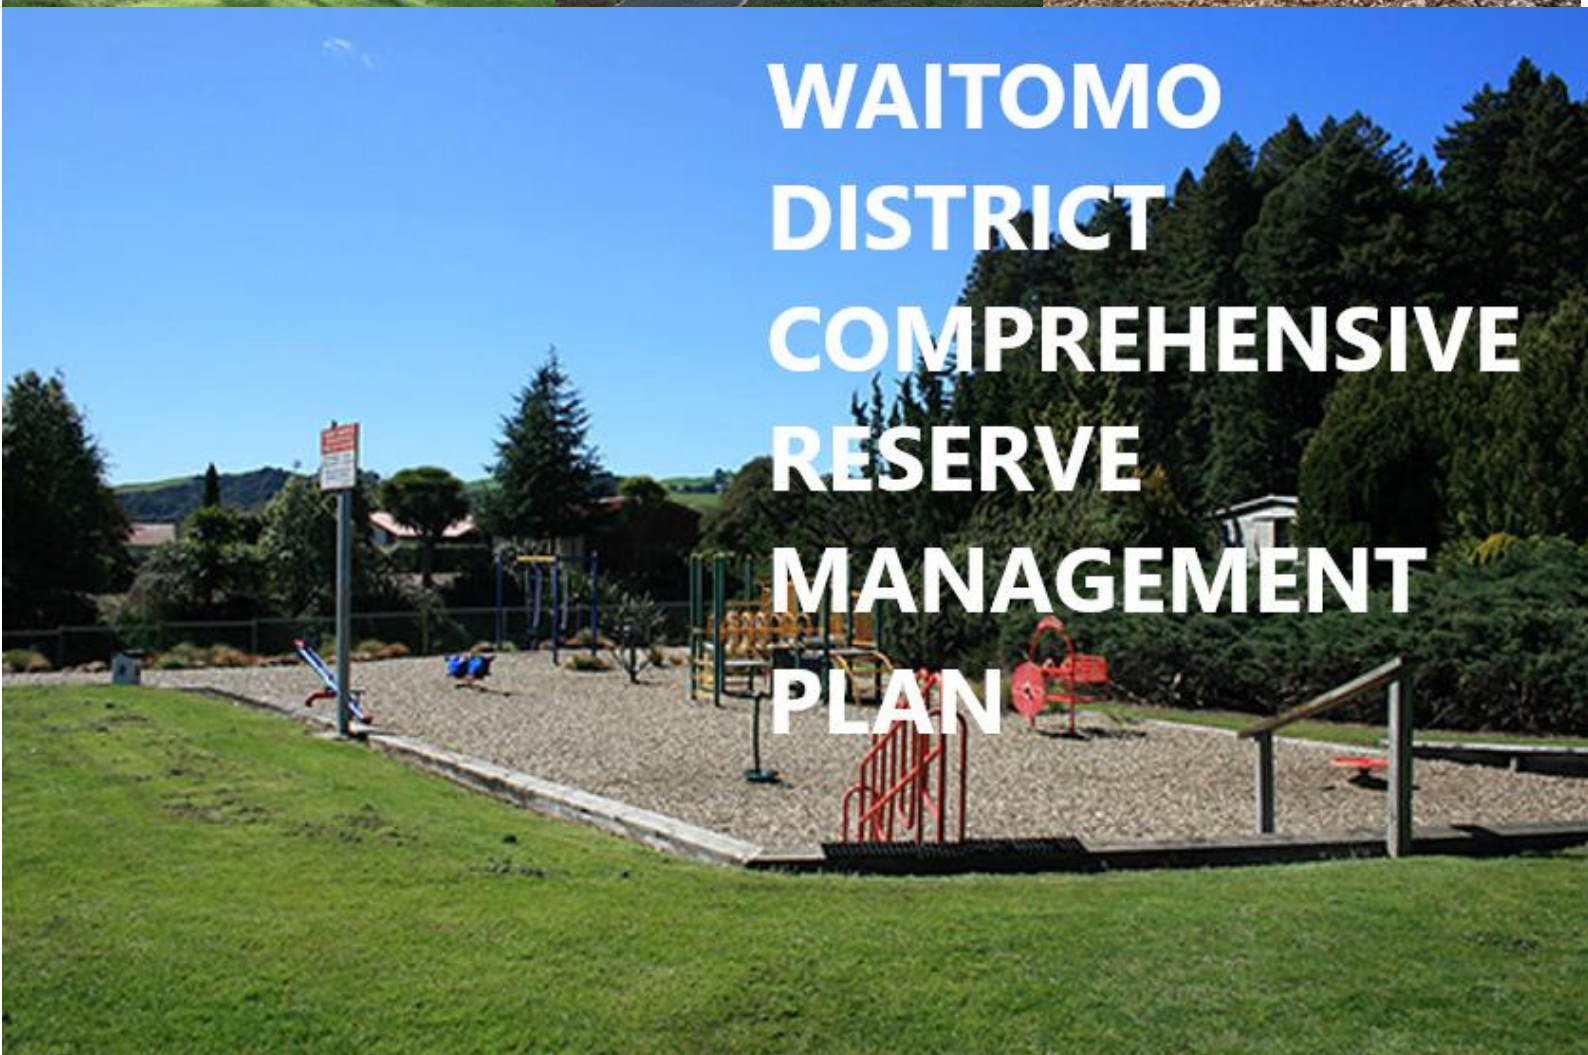 WAITOMO
DISTRICT
COMPREHENSIVE
RESERVE
MANAGEMENT
PLAN